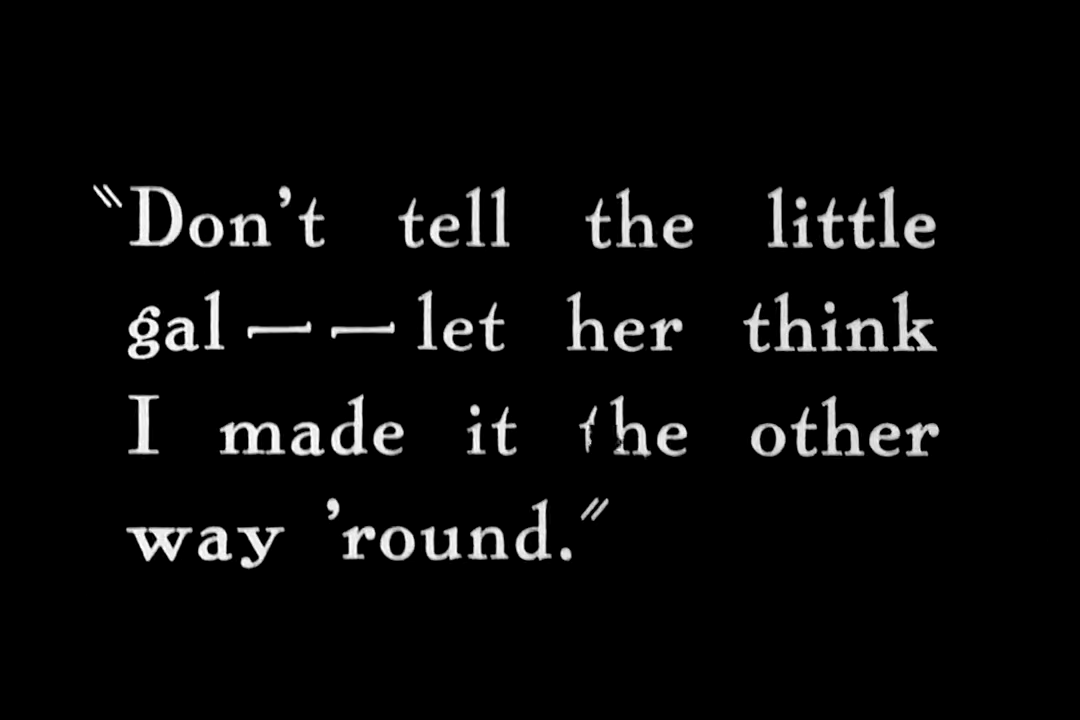 "Don't tell the little
gal — — let her think
I made it the other
way 'round."